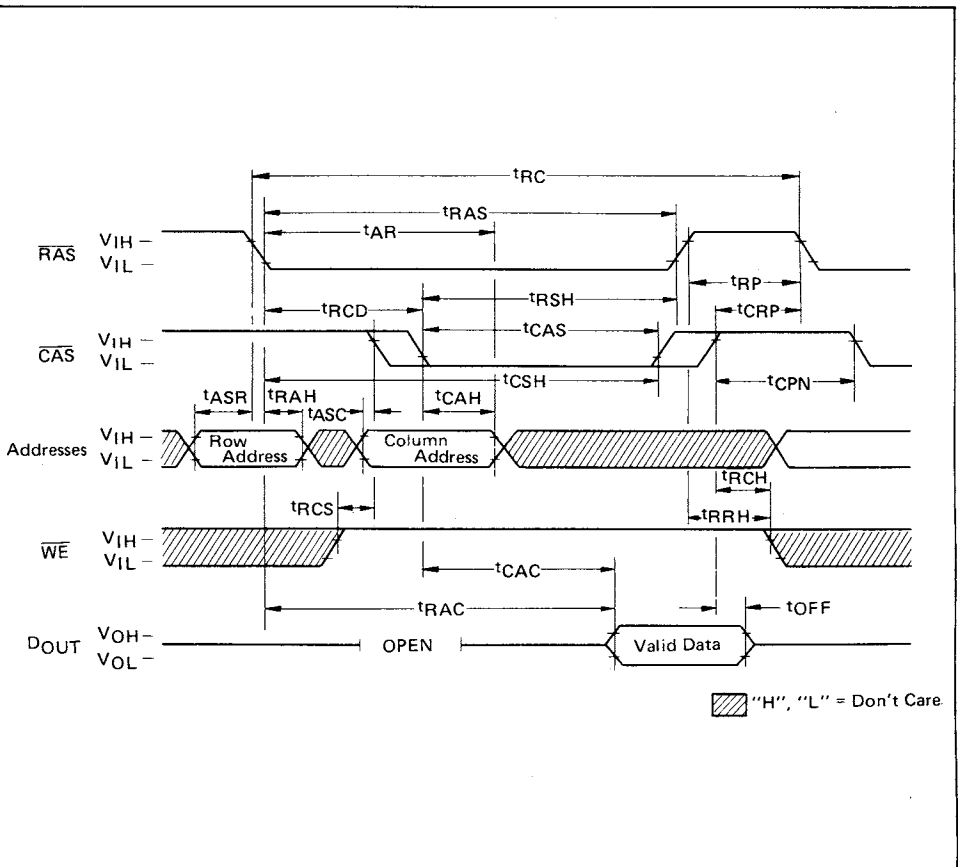 tRC
tRAS
tAR
RAS
VIH
VIL
tRP
tRSH
tRCD
tCRP
tCAS
CAS
VIH
VIL
tCSH
tCPN
tASR
tRAH
tASC
tCAH
Addresses
VIH
VIL
Row
Address
Column
Address
tRCH
tRCS
tRRH
WE
VIH
VIL
tCAC
tRAC
tOFF
DOUT
VOH
VOL
OPEN
Valid Data
"H", "L" = Don't Care